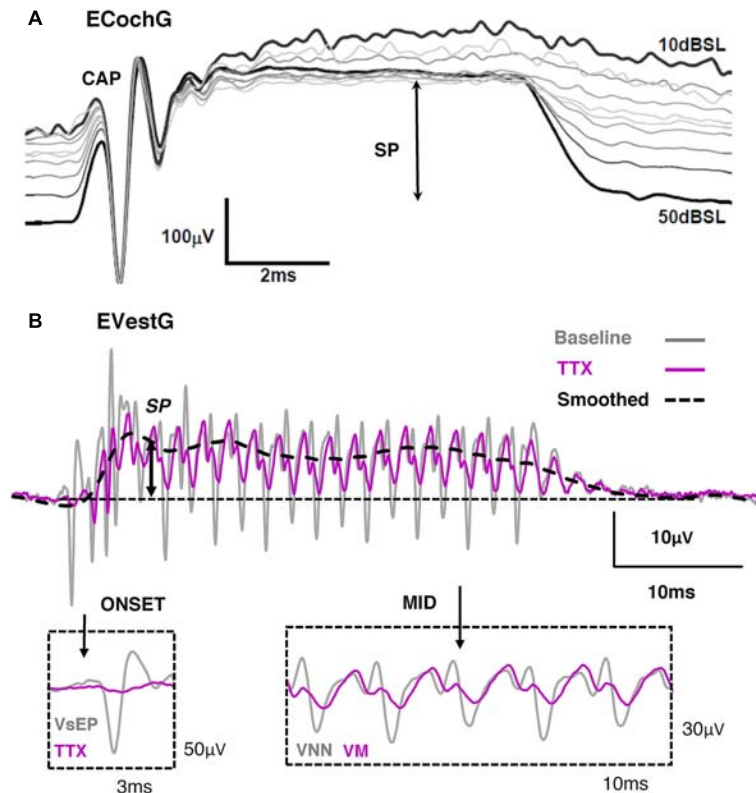 A ECochG
CAP
10dBSL
SP
50dBSL
100μV
2ms
B EVestG
Baseline
TTX
Smoothed
SP
10μV
10ms
ONSET
MID
VsEP
TTX
50μV
3ms
VNN VM
30μV
10ms